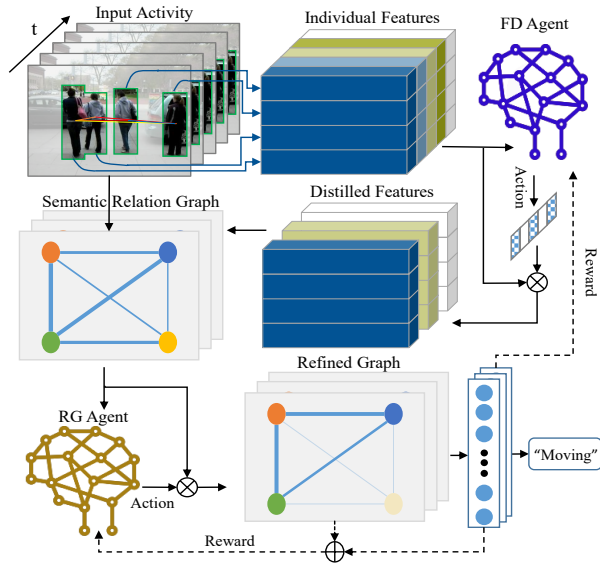 Input Activity
Individual Features
FD Agent
t
Action
Semantic Relation Graph
Distilled Features
Reward
Refined Graph
RG Agent
"Moving"
Action
Reward